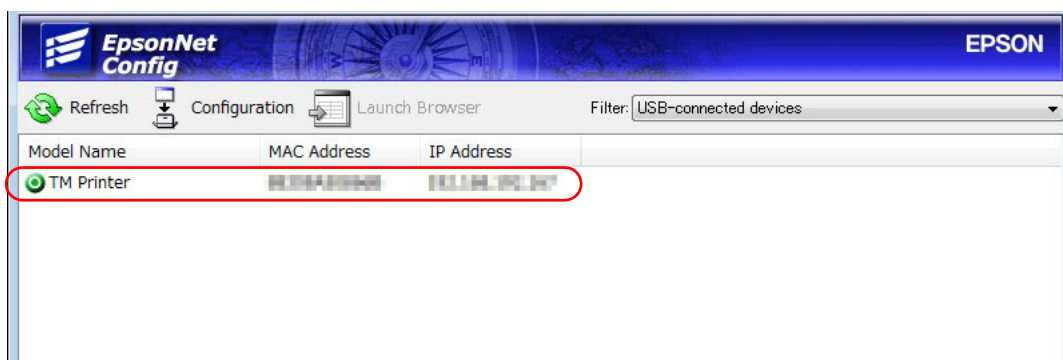 EpsonNet
Config
EPSON
Refresh Configuration Launch Browser Filter: USB-connected devices
Model Name MAC Address IP Address
TM Printer